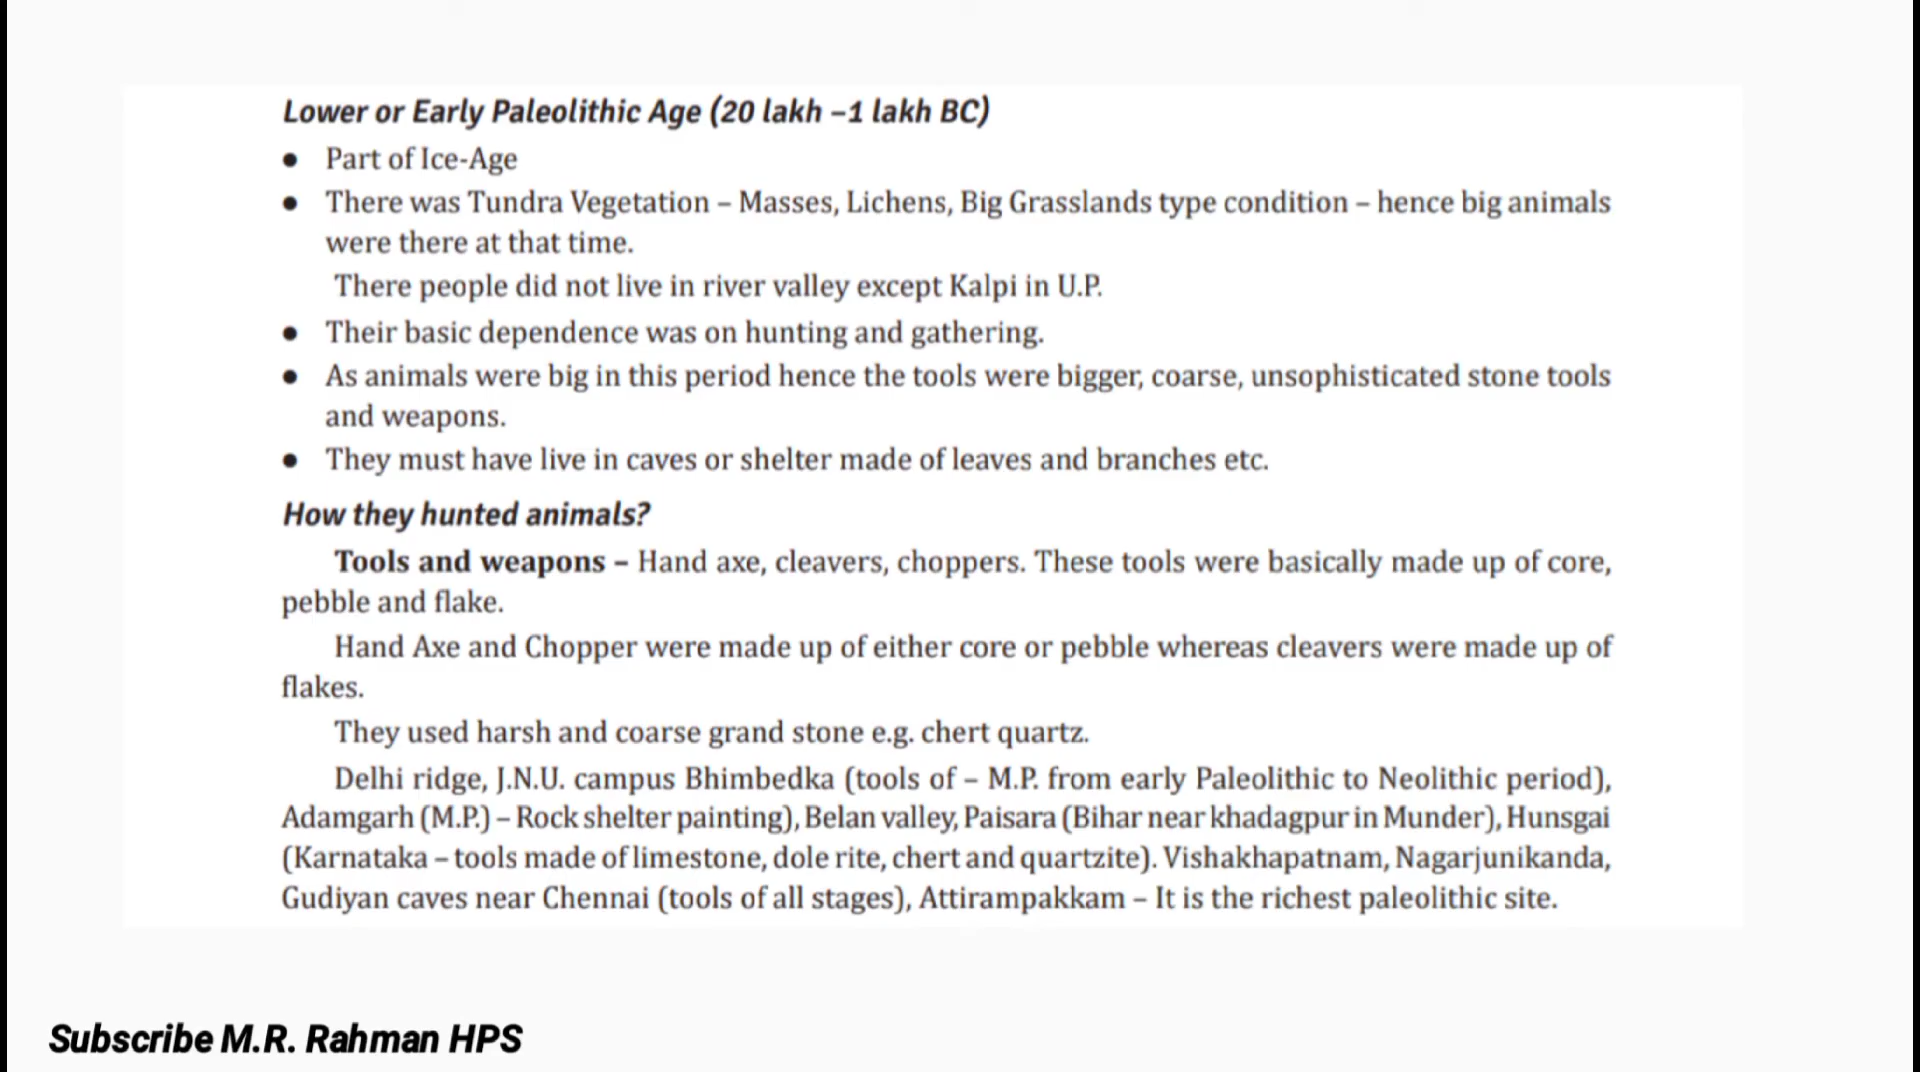 Lower or Early Paleolithic Age (20 lakh –1 lakh BC)
● Part of Ice-Age
● There was Tundra Vegetation – Masses, Lichens, Big Grasslands type condition – hence big animals
were there at that time.
There people did not live in river valley except Kalpi in U.P.
● Their basic dependence was on hunting and gathering.
● As animals were big in this period hence the tools were bigger, coarse, unsophisticated stone tools
and weapons.
● They must have live in caves or shelter made of leaves and branches etc.
How they hunted animals?
Tools and weapons – Hand axe, cleavers, choppers. These tools were basically made up of core,
pebble and flake.
Hand Axe and Chopper were made up of either core or pebble whereas cleavers were made up of
flakes.
They used harsh and coarse grand stone e.g. chert quartz.
Delhi ridge, J.N.U. campus Bhimbedka (tools of – M.P. from early Paleolithic to Neolithic period),
Adamgarh (M.P.) – Rock shelter painting), Belan valley, Paisara (Bihar near khadagpur in Munder), Hunsgai
(Karnataka – tools made of limestone, dole rite, chert and quartzite). Vishakhapatnam, Nagarjunikanda,
Gudiyan caves near Chennai (tools of all stages), Attirampakkam – It is the richest paleolithic site.
Subscribe M.R. Rahman HPS